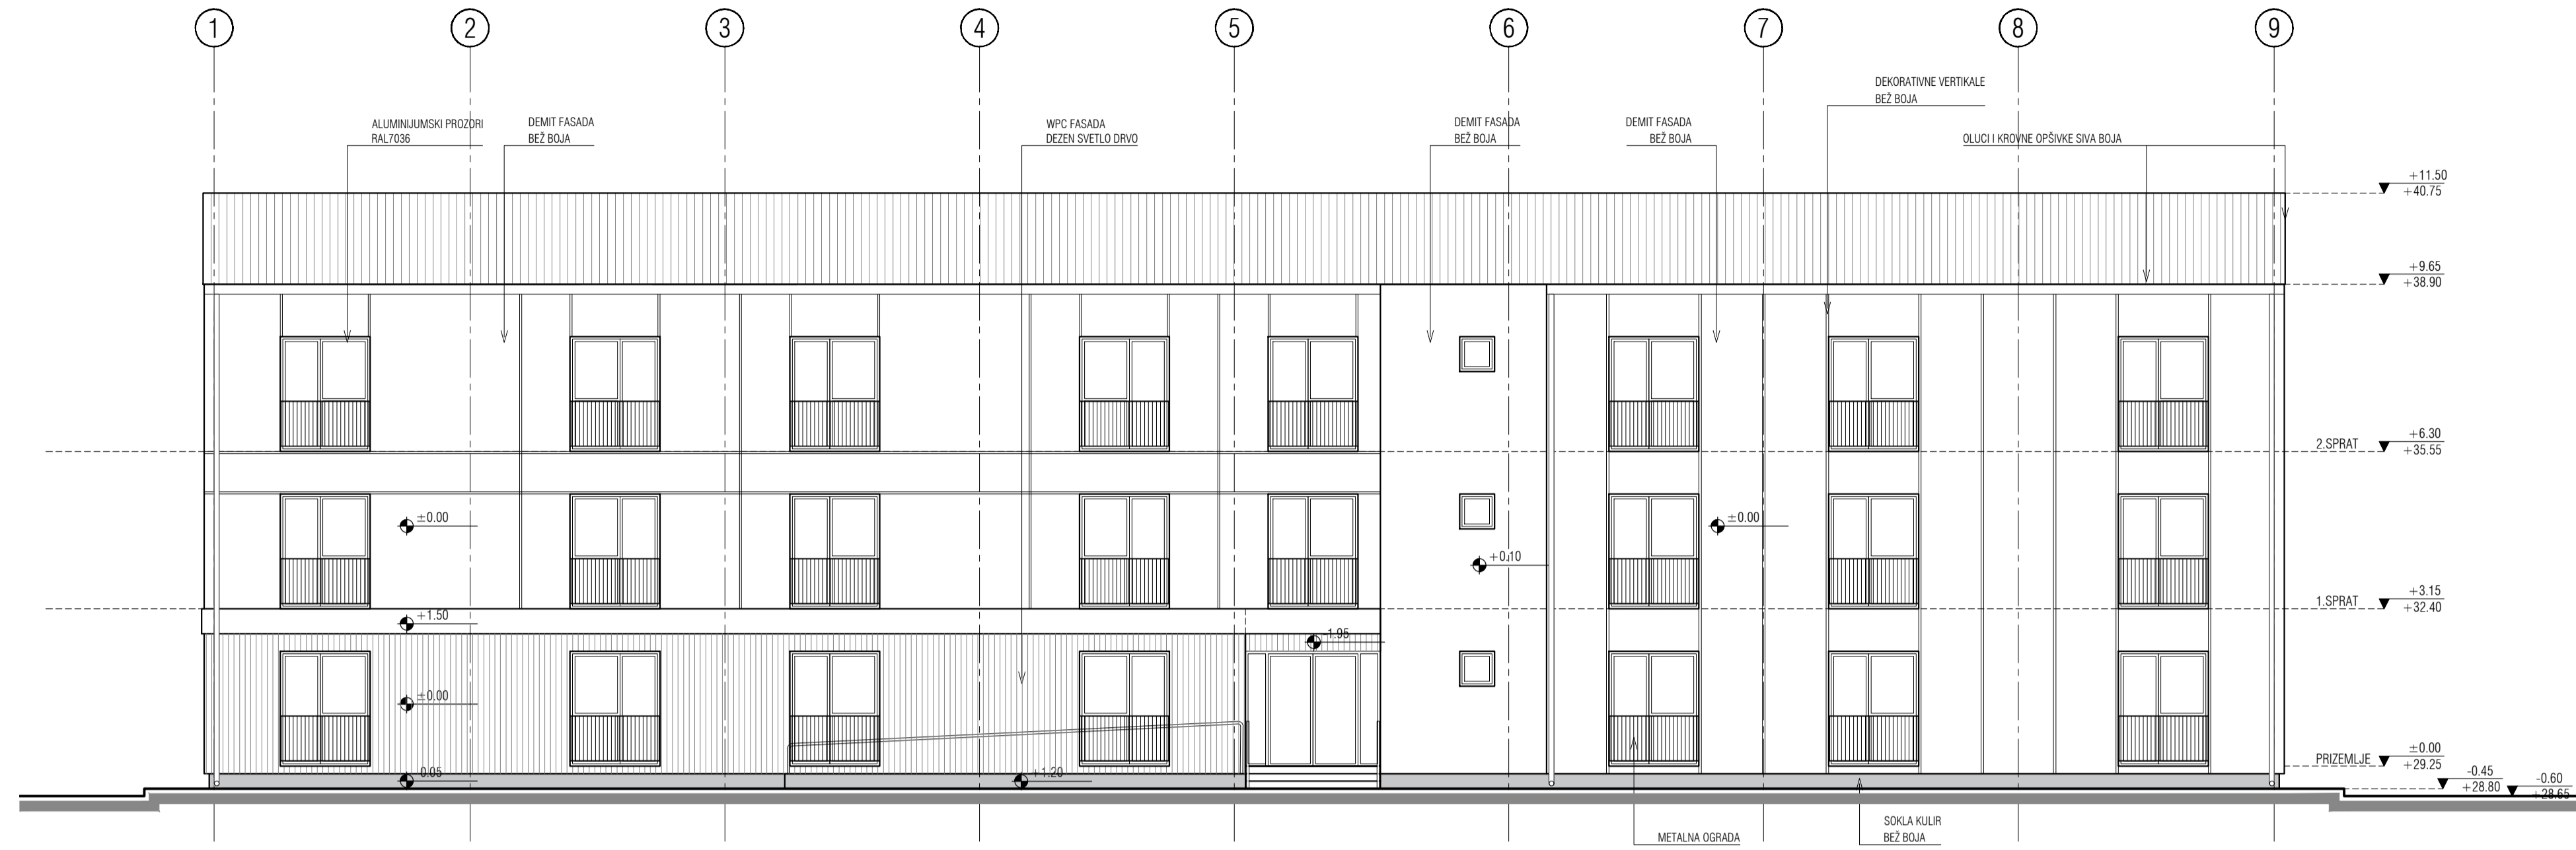 1 2 3 4 5 6 7 8 9
DEKORATIVNE VERTIKALE
BEŽ BOJA
ALUMINIJUMSKI PROZORI
RAL7036
DEMIT FASADA
BEŽ BOJA
WPC FASADA
DEZEN SVETLO DRVO
DEMIT FASADA
BEŽ BOJA
DEMIT FASADA
BEŽ BOJA
OLUCI I KROVNE OPŠIVKE SIVA BOJA
+11.50
+40.75
+9.65
+38.90
2.SPRAT
+6.30
+35.55
±0.00
±0.00
+0.10
1.SPRAT
+3.15
+32.40
+1.50
-1.95
±0.00
PRIZEMLJE
±0.00
+29.25
0.05
+1.20
-0.45
+28.80
-0.60
+28.65
METALNA OGRADA
SOKLA KULIR
BEŽ BOJA